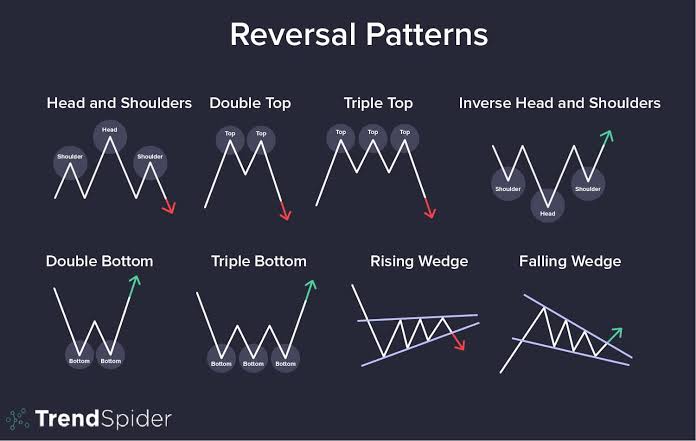 Reversal Patterns
Head and Shoulders
Double Top
Triple Top
Inverse Head and Shoulders
Shoulder
Head
Shoulder
Top
Top
Top
Top
Top
Shoulder
Head
Shoulder
Double Bottom
Triple Bottom
Rising Wedge
Falling Wedge
Bottom
Bottom
Bottom
Bottom
Bottom
TrendSpider